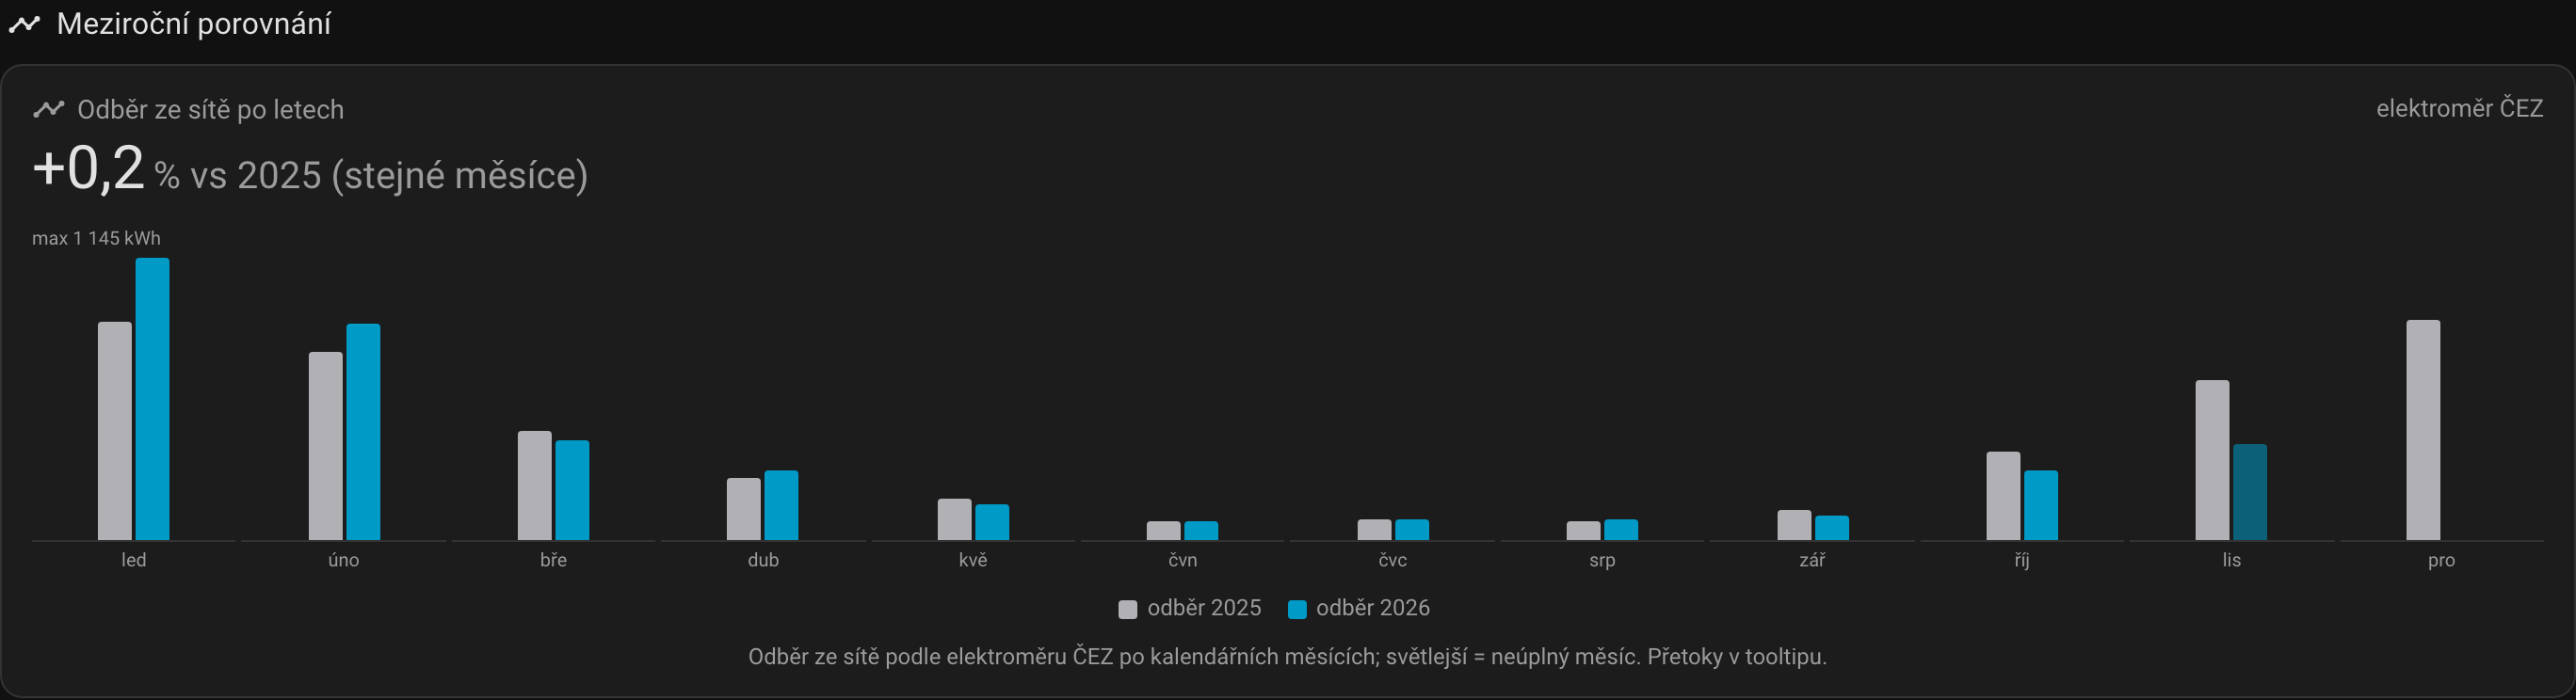 Meziroční porovnání
Odběr ze sítě po letech
elektroměr ČEZ
+0,2 % vs 2025 (stejné měsíce)
max 1 145 kWh
led úno bře dub kvě čvn čvc srp zář říj lis pro
odběr 2025 odběr 2026
Odběr ze sítě podle elektroměru ČEZ po kalendářních měsících; světlejší = neúplný měsíc. Přetoky v tooltipu.